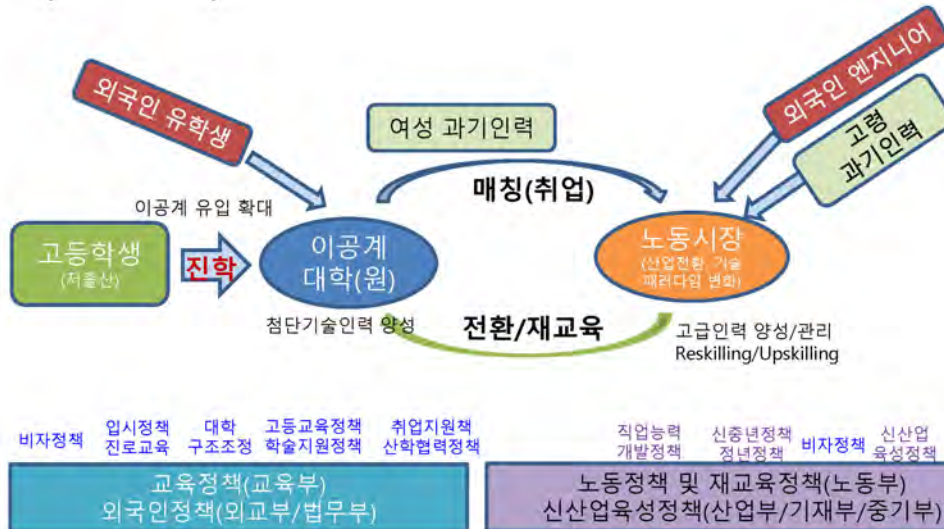 외국인 유학생
외국인 엔지니어
여성 과기인력
고령
과기인력
매칭(취업)
이공계 유입 확대
고등학생
(저출산)
진학
이공계
대학(원)
노동시장
(산업전환, 기술
패러다임 변화)
첨단기술인력 양성
전환/재교육
고급인력 양성/관리
Reskilling/Upskilling
비자정책
입시정책
진로교육
대학
구조조정
고등교육정책
학술지원정책
취업지원책
산학협력정책
직업능력
개발정책
신중년정책
정년정책
비자정책
신산업
육성정책
교육정책(교육부)
외국인정책(외교부/법무부)
노동정책 및 재교육정책(노동부)
신산업육성정책(산업부/기재부/중기부)